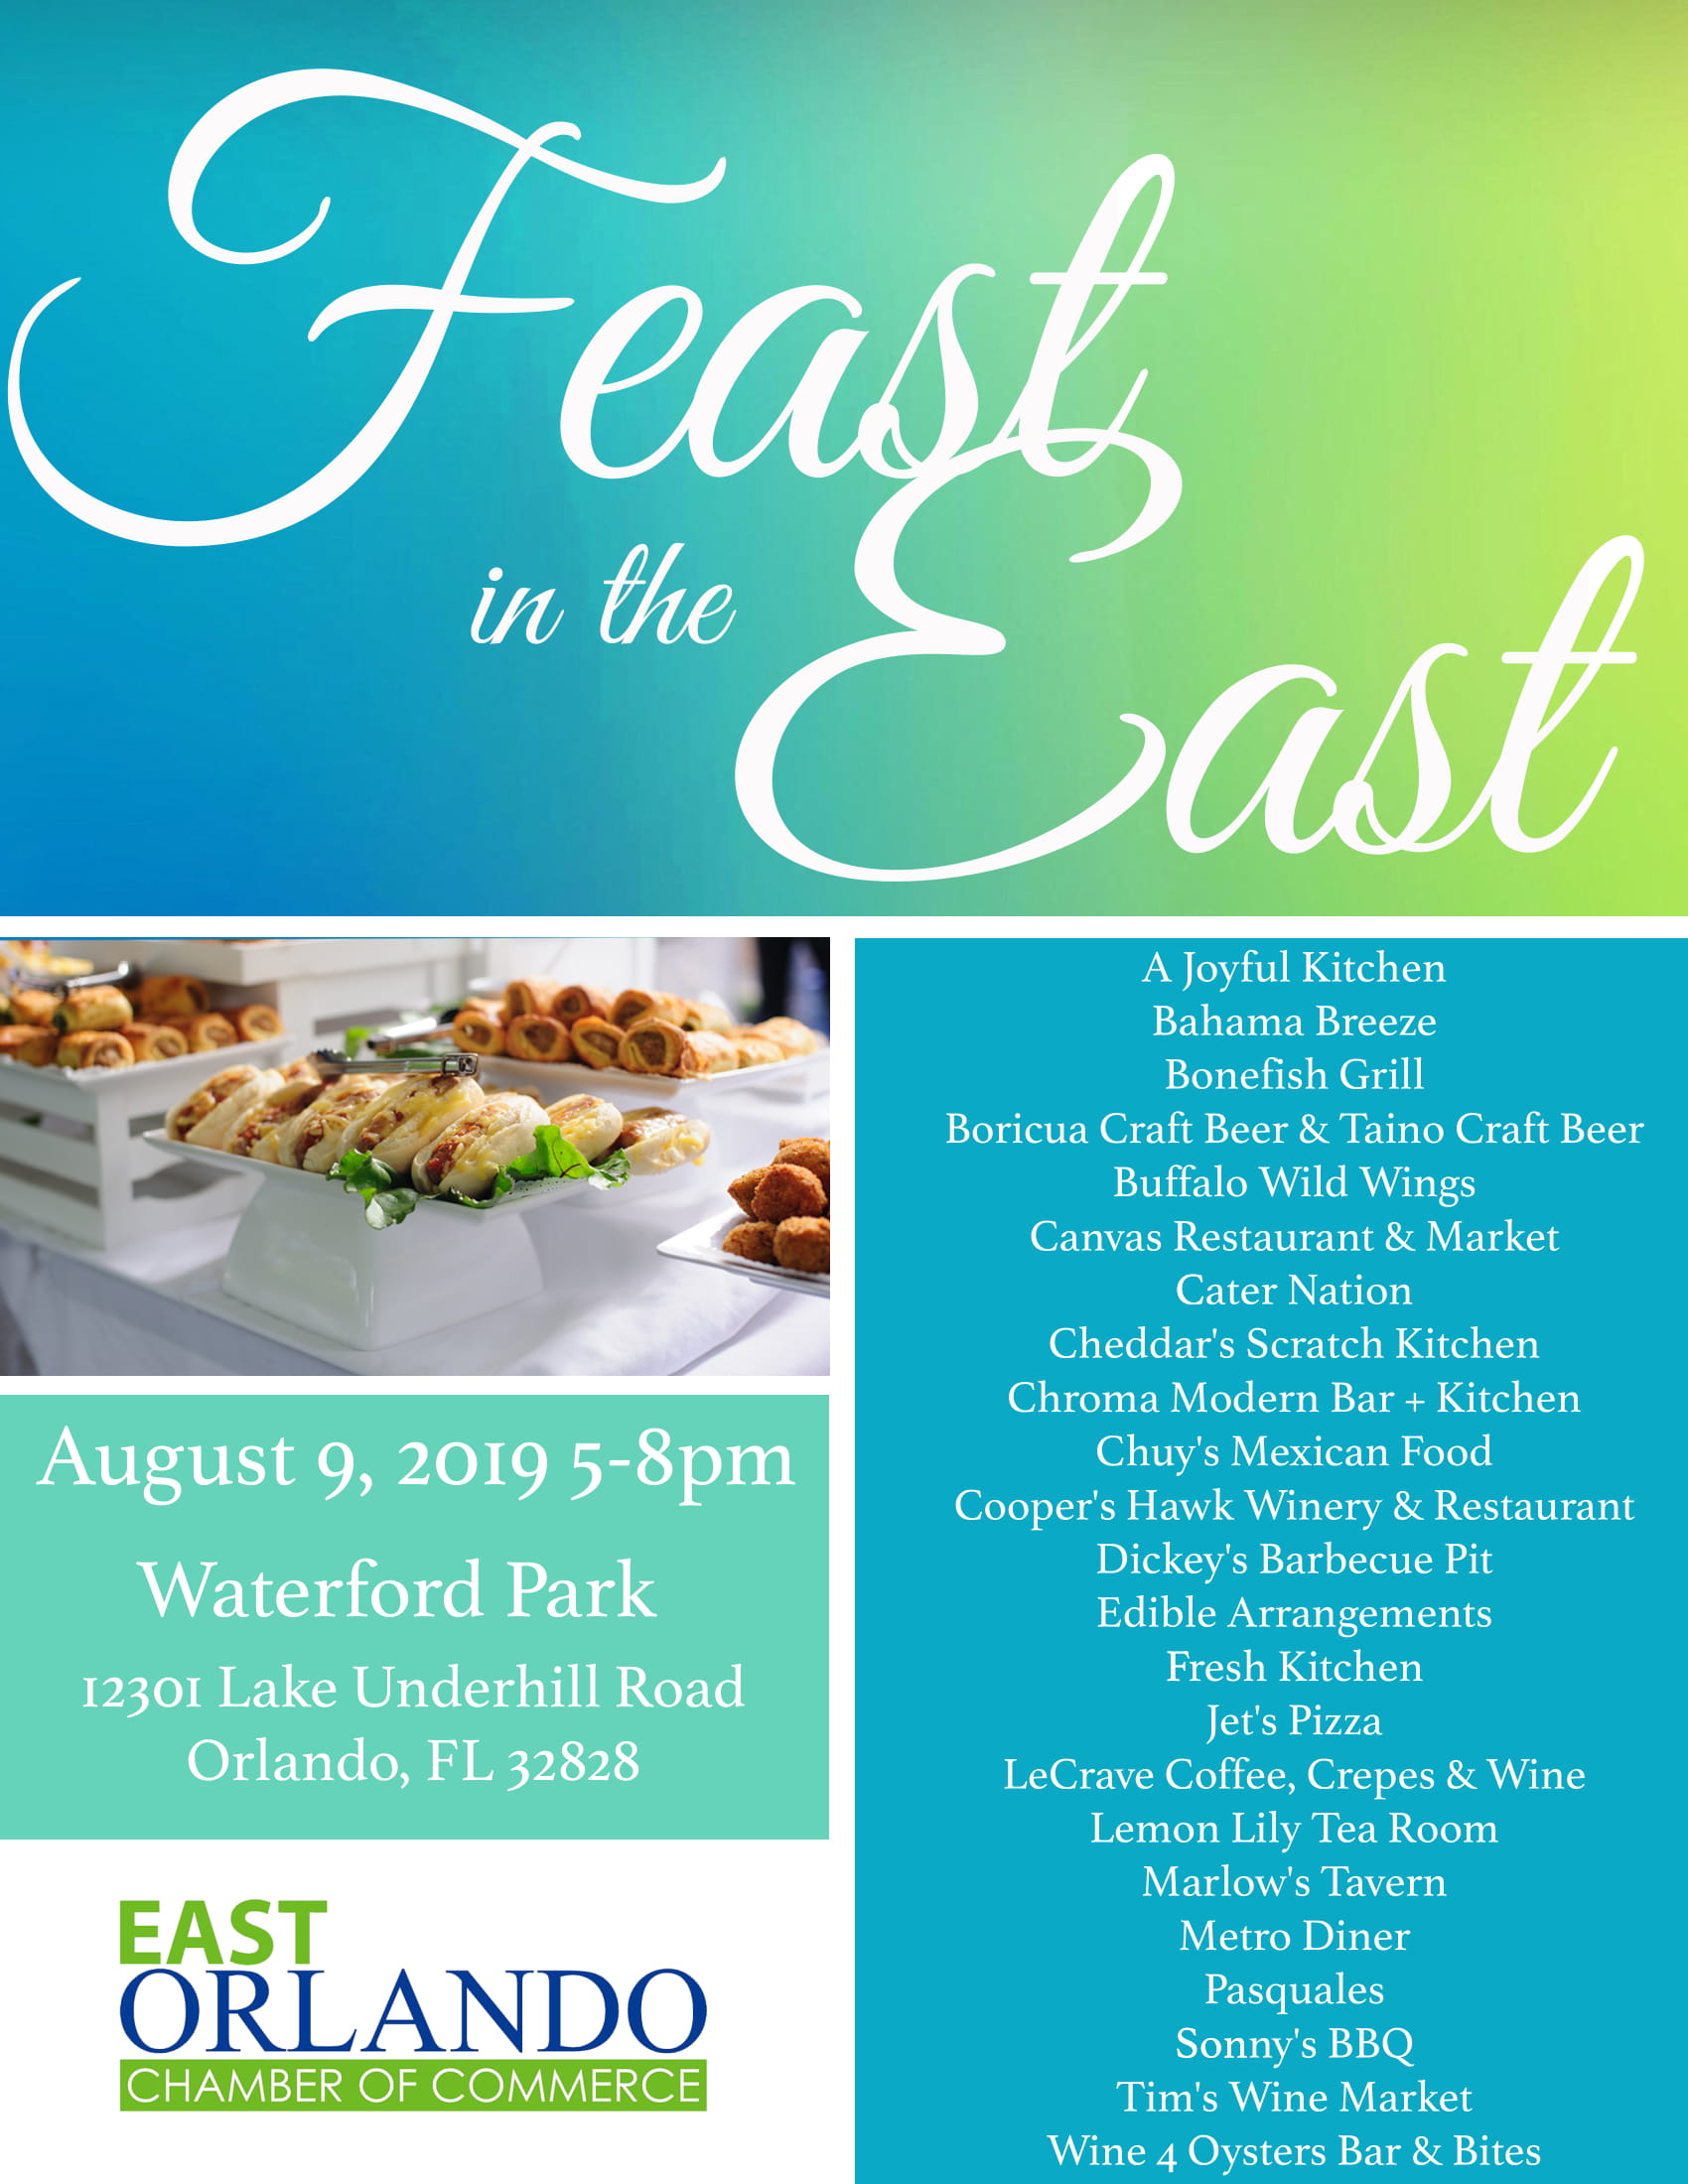 Feast
in the
East
August 9, 2019 5-8pm
Waterford Park
12301 Lake Underhill Road
Orlando, FL 32828
EAST
ORLANDO
CHAMBER OF COMMERCE
A Joyful Kitchen
Bahama Breeze
Bonefish Grill
Boricua Craft Beer & Taino Craft Beer
Buffalo Wild Wings
Canvas Restaurant & Market
Cater Nation
Cheddar's Scratch Kitchen
Chroma Modern Bar + Kitchen
Chuy's Mexican Food
Cooper's Hawk Winery & Restaurant
Dickey's Barbecue Pit
Edible Arrangements
Fresh Kitchen
Jet's Pizza
LeCrave Coffee, Crepes & Wine
Lemon Lily Tea Room
Marlow's Tavern
Metro Diner
Pasquales
Sonny's BBQ
Tim's Wine Market
Wine 4 Oysters Bar & Bites